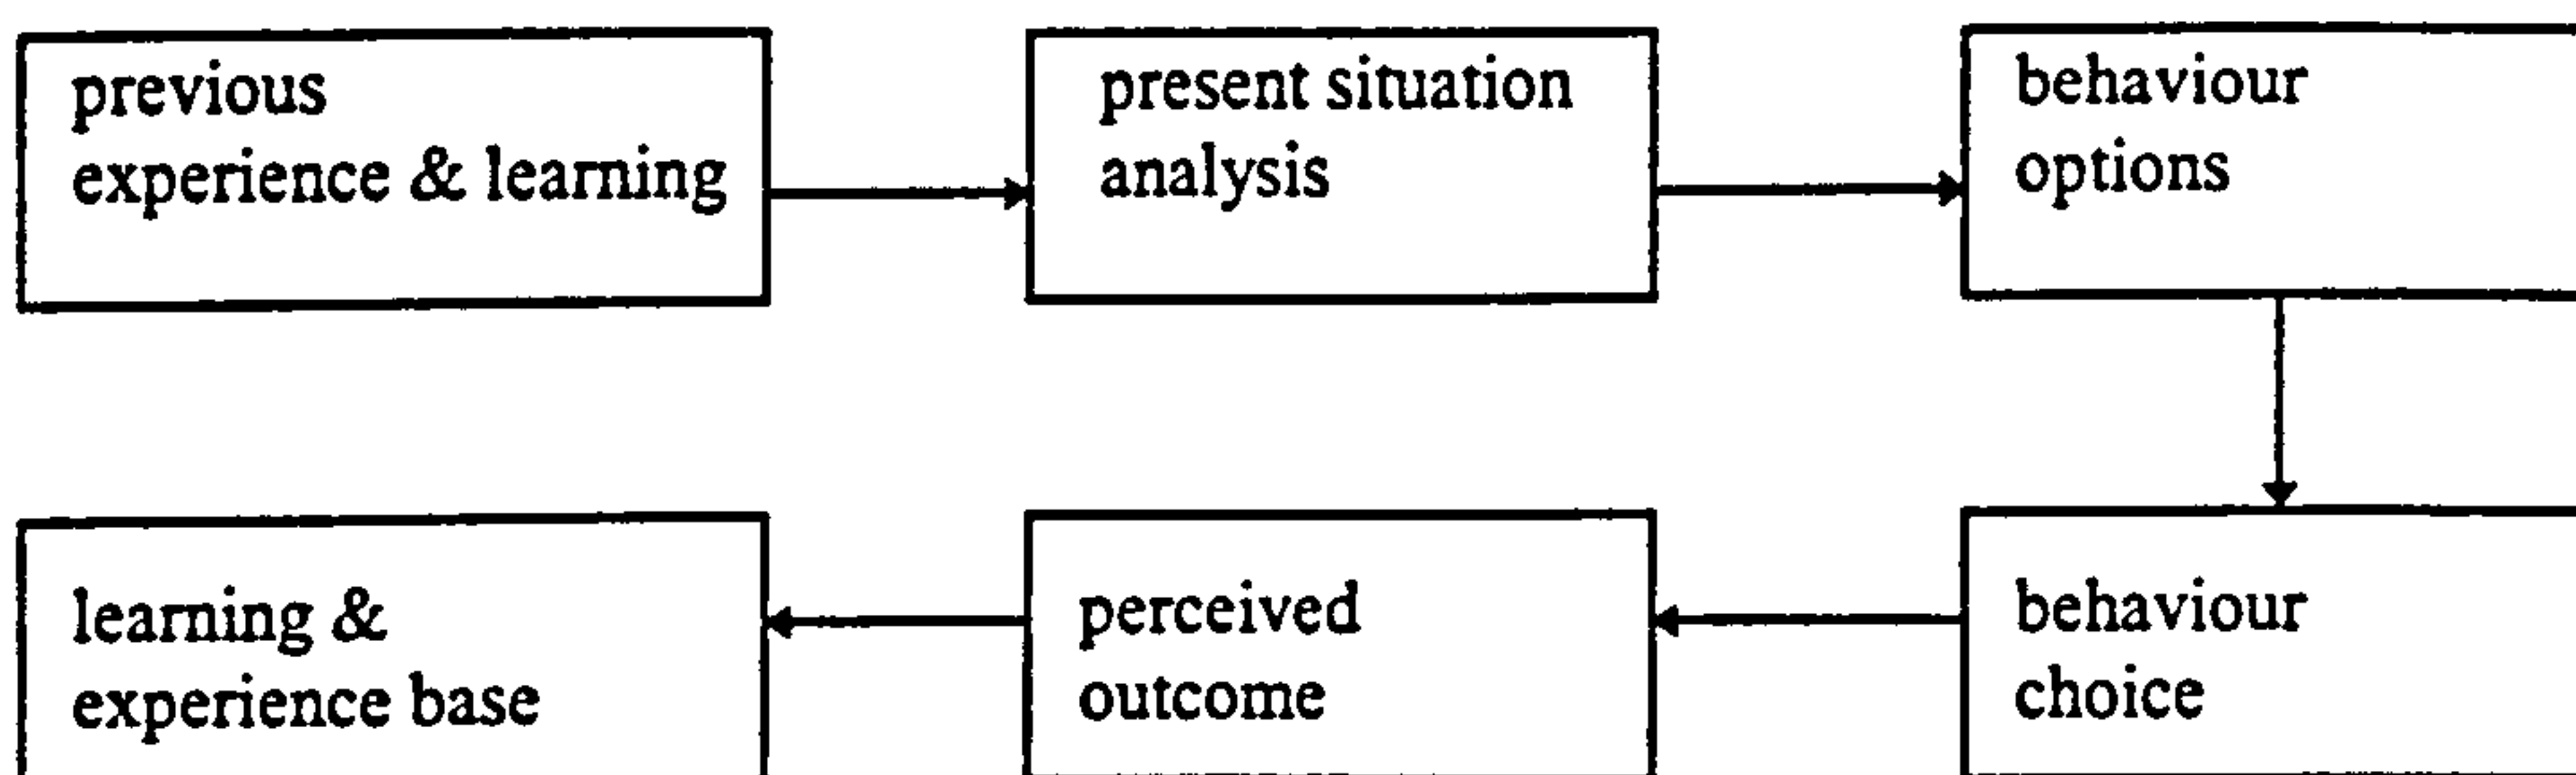 previous
experience & learning
present situation
analysis
behaviour
options
behaviour
choice
perceived
outcome
learning &
experience base